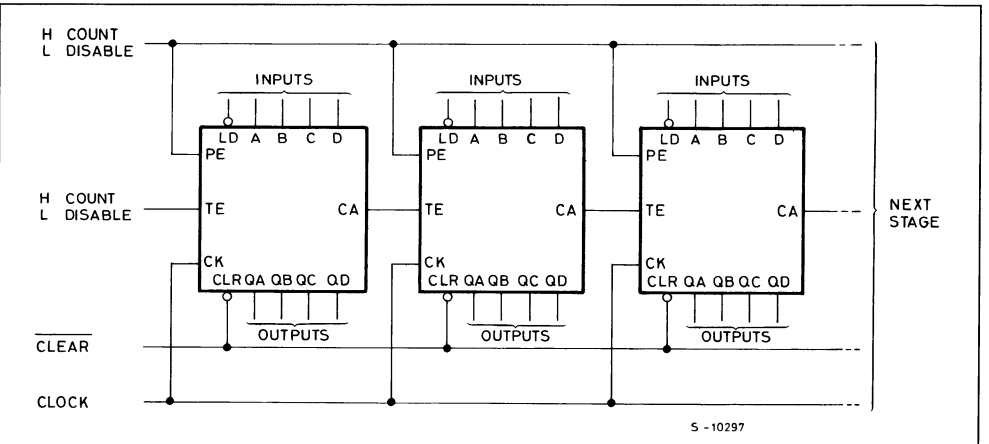 H COUNT
L DISABLE
INPUTS INPUTS INPUTS
LD A B C D LD A B C D LD A B C D
PE PE PE
H COUNT
L DISABLE
TE CA TE CA TE CA
NEXT
STAGE
CK CK CK
CLR QA QB QC QD CLR QA QB QC QD CLR QA QB QC QD
OUTPUTS OUTPUTS OUTPUTS
CLEAR
CLOCK
S-10297